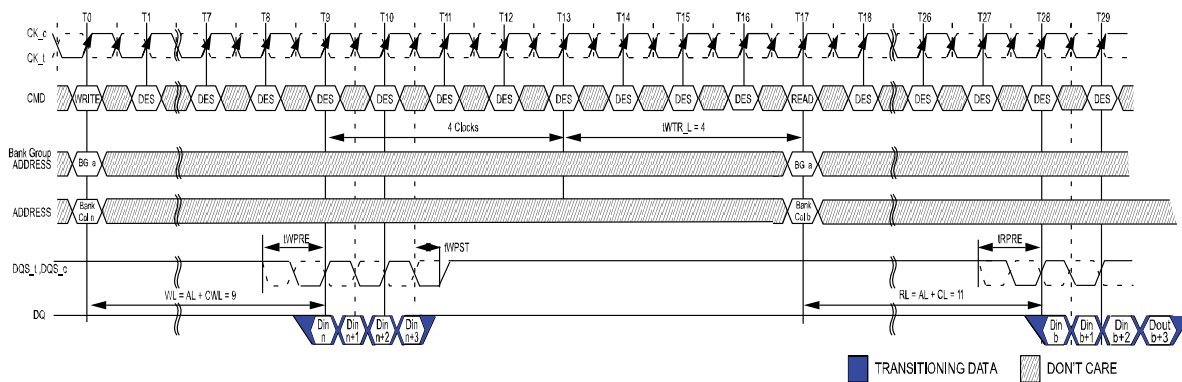 T0 T1 T7 T8 T9 T10 T11 T12 T13 T14 T15 T16 T17 T18 T26 T27 T28 T29
CK_c
CK_t
CMD WRITE DES DES DES DES DES DES DES DES DES DES DES READ DES DES DES DES DES
4 Clocks tWTR_L = 4
Bank Group
ADDRESS BG a BG a
ADDRESS Bank Col n Bank Col b
tWPRE tWPST tRPRE
DQS_t ,DQS_c
WL = AL + CWL = 9 RL = AL + CL = 11
DQ Din n Din n+1 Din n+2 Din n+3 Din b Din b+1 Din b+2 Dout b+3
TRANSITIONING DATA DON'T CARE